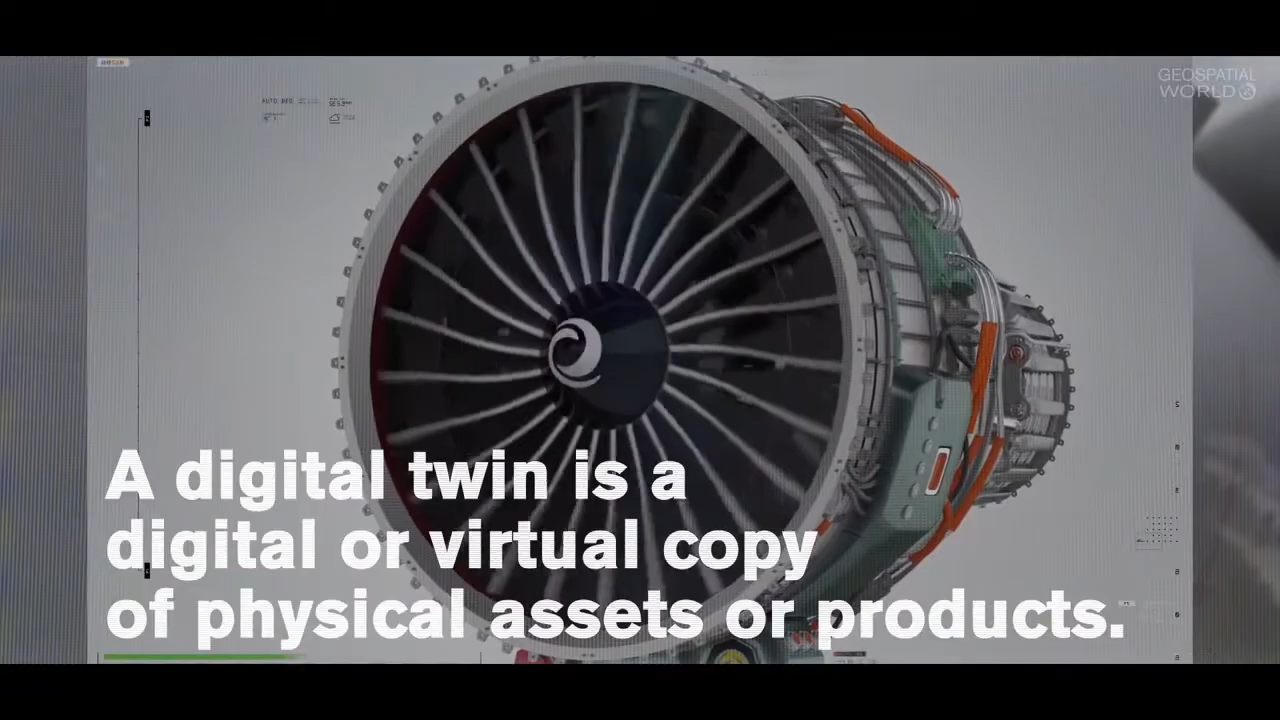 GEOSPATIAL
WORLD
A digital twin is a
digital or virtual copy
of physical assets or products.